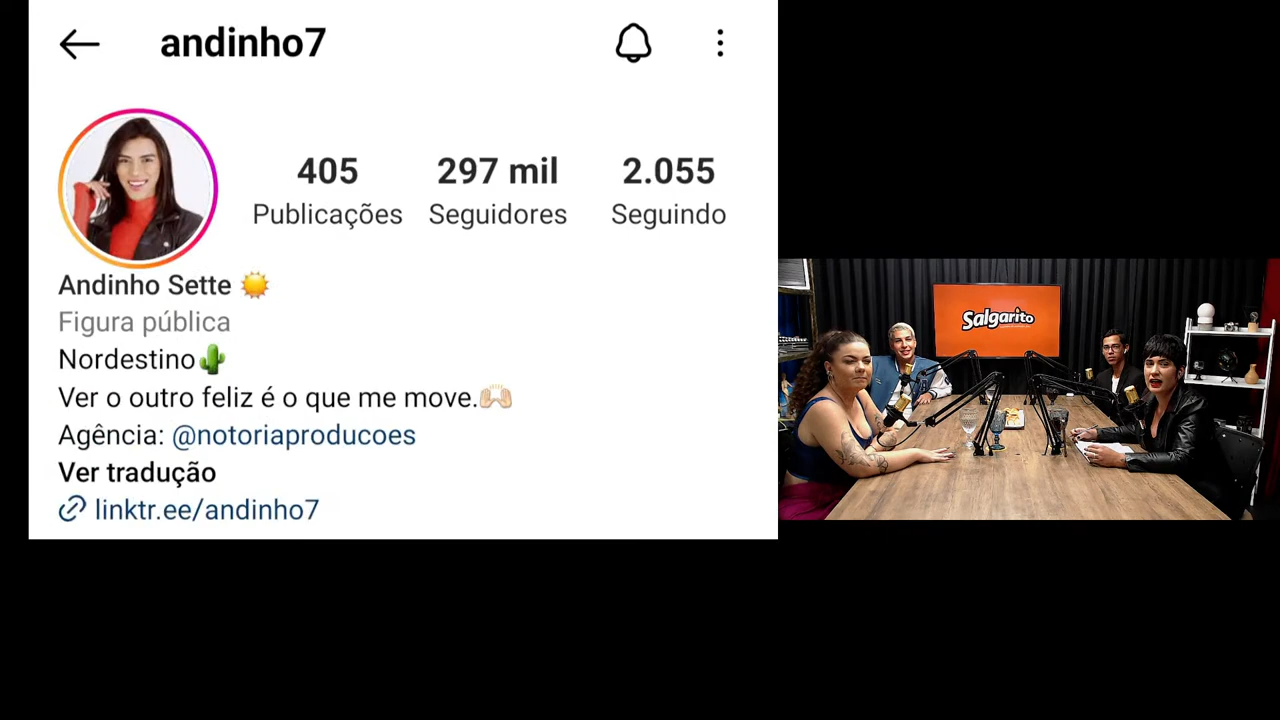 andinho7
405 297 mil 2.055
Publicações Seguidores Seguindo
Andinho Sette
Figura pública
Nordestino
Ver o outro feliz é o que me move.
Agência: @notoriaproducoes
Ver tradução
linktr.ee/andinho7
Salgarito